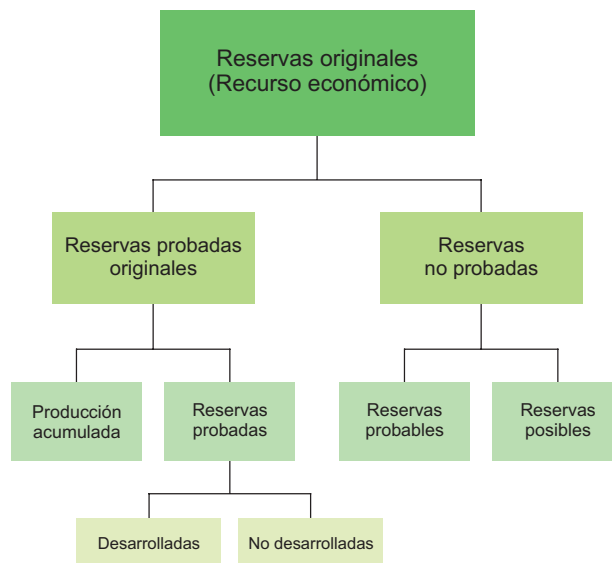 Reservas originales
(Recurso económico)
Reservas probadas
originales
Reservas
no probadas
Producción
acumulada
Reservas
probadas
Reservas
probables
Reservas
posibles
Desarrolladas
No desarrolladas